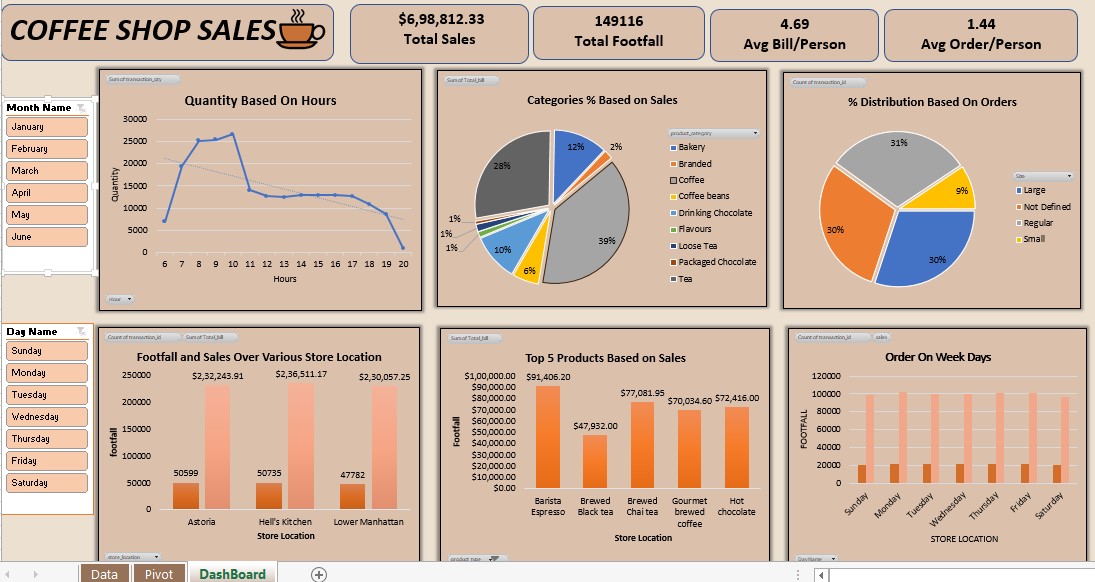 COFFEE SHOP SALES
$6,98,812.33
Total Sales
149116
Total Footfall
4.69
Avg Bill/Person
1.44
Avg Order/Person
Month Name
January
February
March
April
May
June
Sum of transaction_qty
Quantity Based On Hours
Quantity
30000
25000
20000
15000
10000
5000
0
6 7 8 9 10 11 12 13 14 15 16 17 18 19 20
Hours
Hour
Sum of Total_bill
Categories % Based on Sales
12%
2%
39%
6%
10%
1%
1%
1%
28%
product_category
Bakery
Branded
Coffee
Coffee beans
Drinking Chocolate
Flavours
Loose Tea
Packaged Chocolate
Tea
Count of transaction_id
% Distribution Based On Orders
31%
9%
30%
30%
Size
Large
Not Defined
Regular
Small
Day Name
Sunday
Monday
Tuesday
Wednesday
Thursday
Friday
Saturday
Count of transaction_id Sum of Total_bill
Footfall and Sales Over Various Store Location
footfall
250000
200000
150000
100000
50000
0
$2,32,243.91
$2,36,511.17
$2,30,057.25
50599
50735
47782
Astoria
Hell's Kitchen
Lower Manhattan
Store Location
store_location
Sum of Total_bill
Top 5 Products Based on Sales
Footfall
$1,00,000.00
$90,000.00
$80,000.00
$70,000.00
$60,000.00
$50,000.00
$40,000.00
$30,000.00
$20,000.00
$10,000.00
$0.00
$91,406.20
$47,932.00
$77,081.95
$70,034.60
$72,416.00
Barista Espresso
Brewed Black tea
Brewed Chai tea
Gourmet brewed coffee
Hot chocolate
Store Location
product_type
Count of transaction_id sales
Order On Week Days
FOOTFALL
120000
100000
80000
60000
40000
20000
0
Sunday
Monday
Tuesday
Wednesday
Thursday
Friday
Saturday
STORE LOCATION
Day Name
Data
Pivot
DashBoard